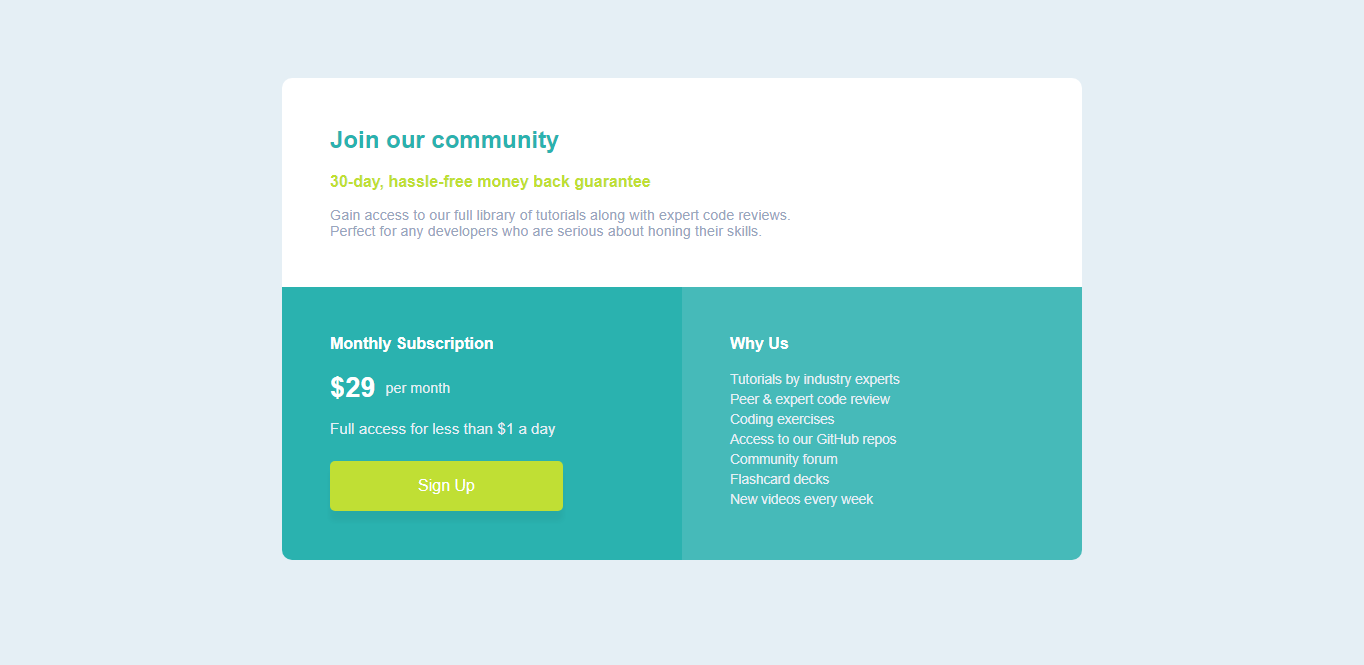 Join our community
30-day, hassle-free money back guarantee
Gain access to our full library of tutorials along with expert code reviews.
Perfect for any developers who are serious about honing their skills.
Monthly Subscription
$29 per month
Full access for less than $1 a day
Sign Up
Why Us
Tutorials by industry experts
Peer & expert code review
Coding exercises
Access to our GitHub repos
Community forum
Flashcard decks
New videos every week